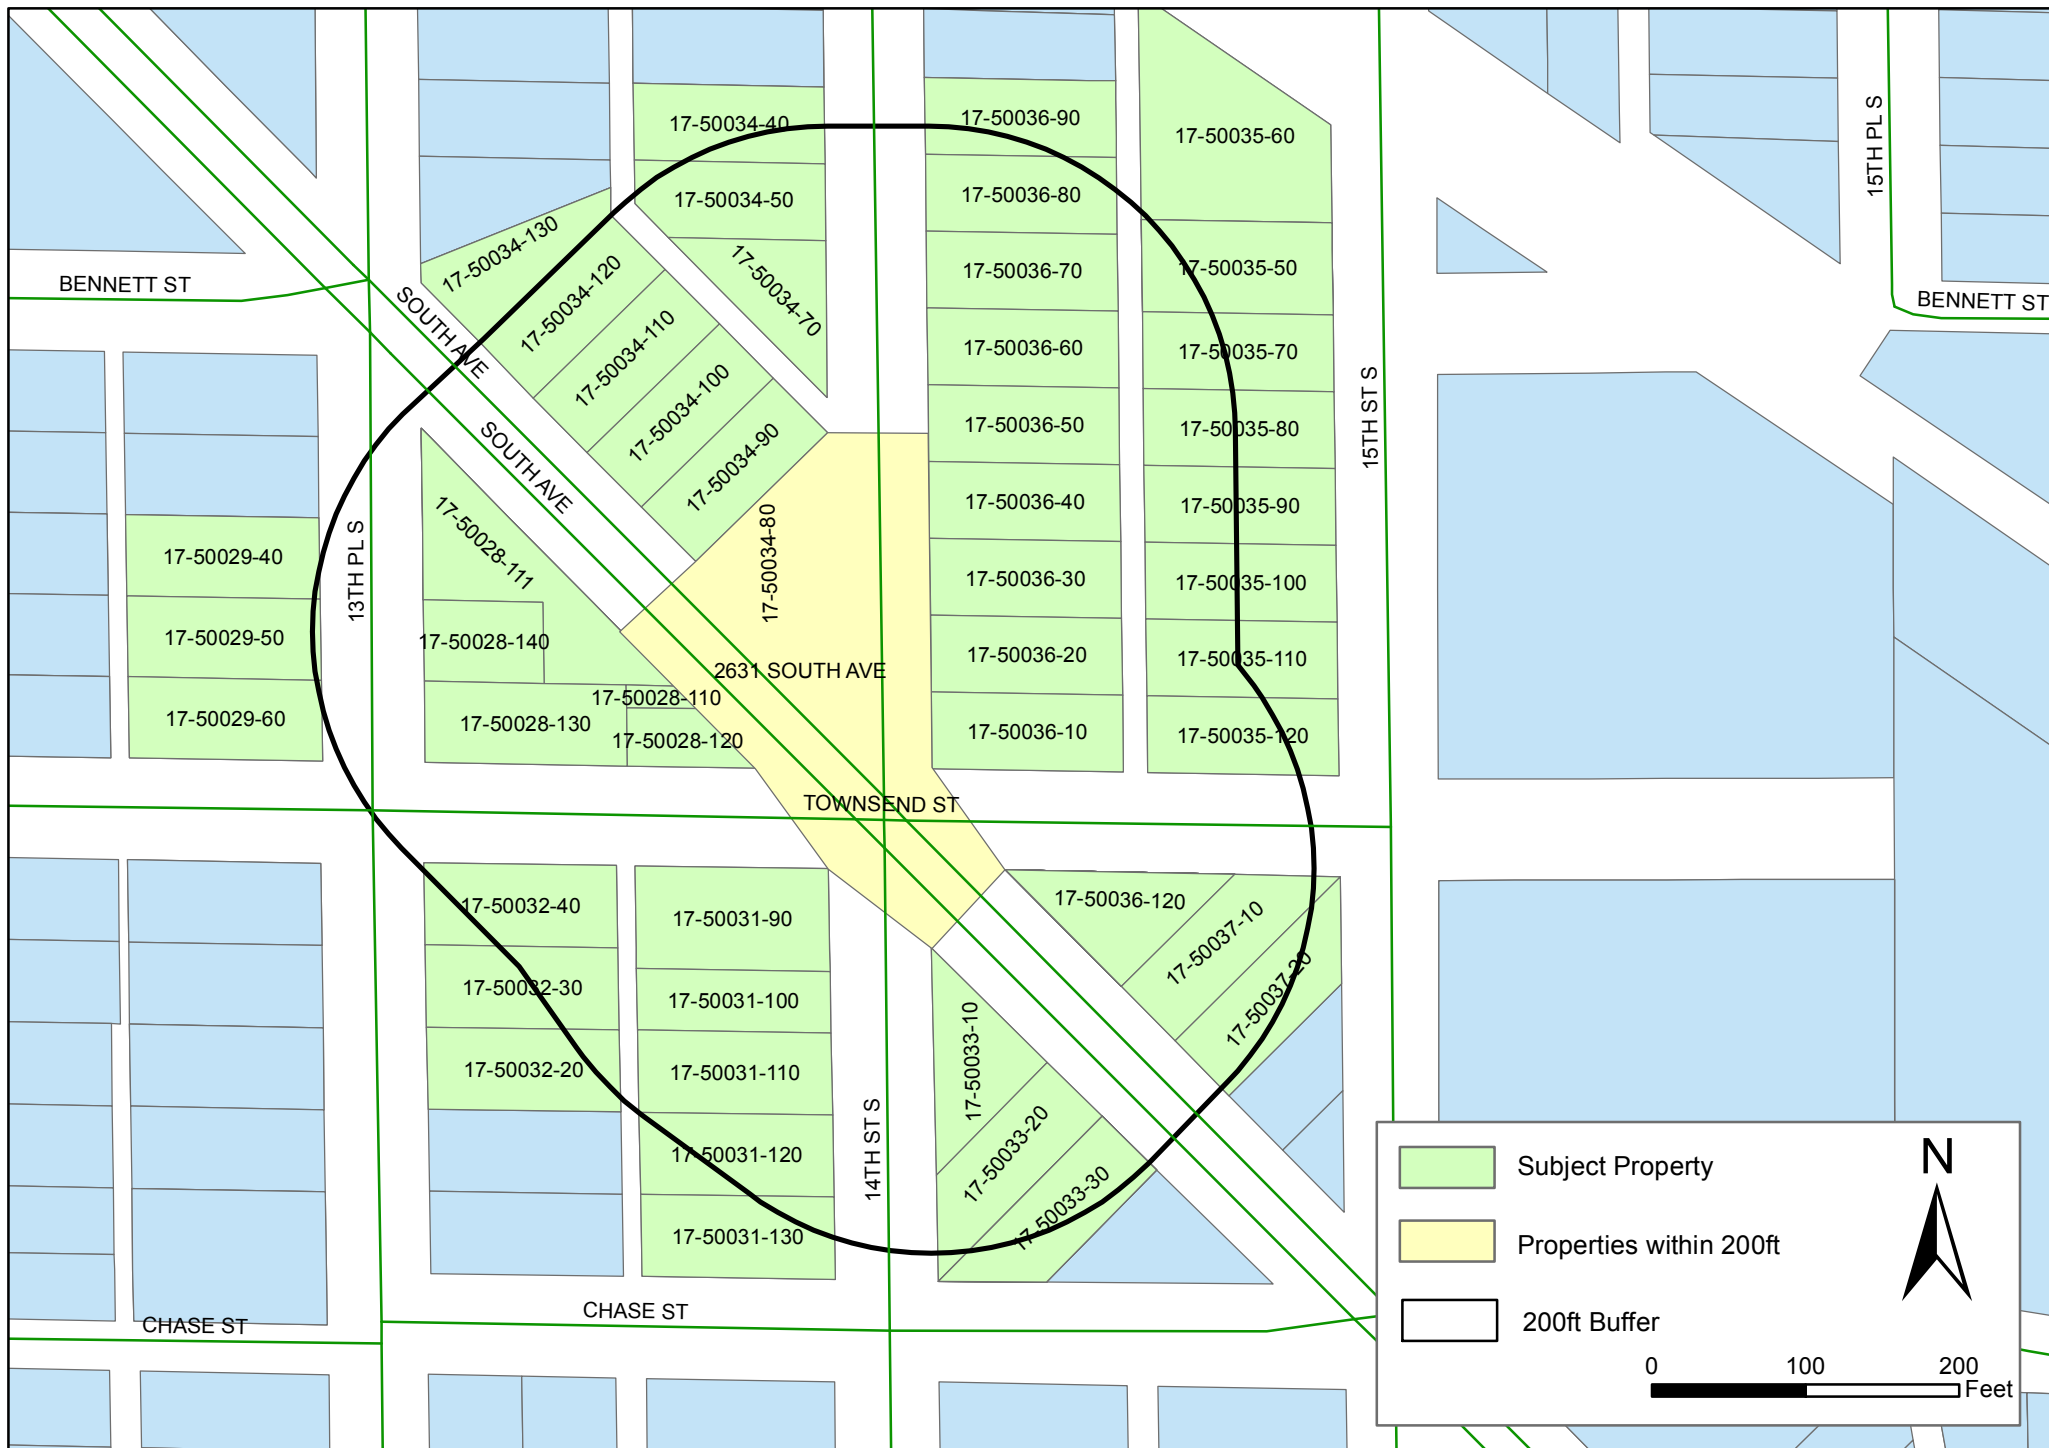 17-50034-40
17-50036-90
17-50035-60
15TH PL S
17-50034-50
17-50036-80
17-50034-130
17-50034-120
17-50034-70
17-50036-70
17-50035-50
BENNETT ST
SOUTH AVE
BENNETT ST
17-50034-110
17-50036-60
17-50035-70
17-50034-100
15TH ST S
17-50034-90
17-50036-50
17-50035-80
SOUTH AVE
17-50028-111
17-50034-80
17-50036-40
17-50035-90
17-50029-40
13TH PL S
17-50036-30
17-50035-100
17-50029-50
17-50028-140
17-50036-20
17-50035-110
2631 SOUTH AVE
17-50028-110
17-50029-60
17-50028-130
17-50028-120
17-50036-10
17-50035-120
TOWNSEND ST
17-50032-40
17-50031-90
17-50036-120
17-50037-10
17-50032-30
17-50031-100
17-50037-20
17-50033-10
17-50032-20
17-50031-110
14TH ST S
17-50033-20
17-50031-120
17-50033-30
17-50031-130
CHASE ST
CHASE ST
N
Subject Property
Properties within 200ft
200ft Buffer
0 100 200
Feet